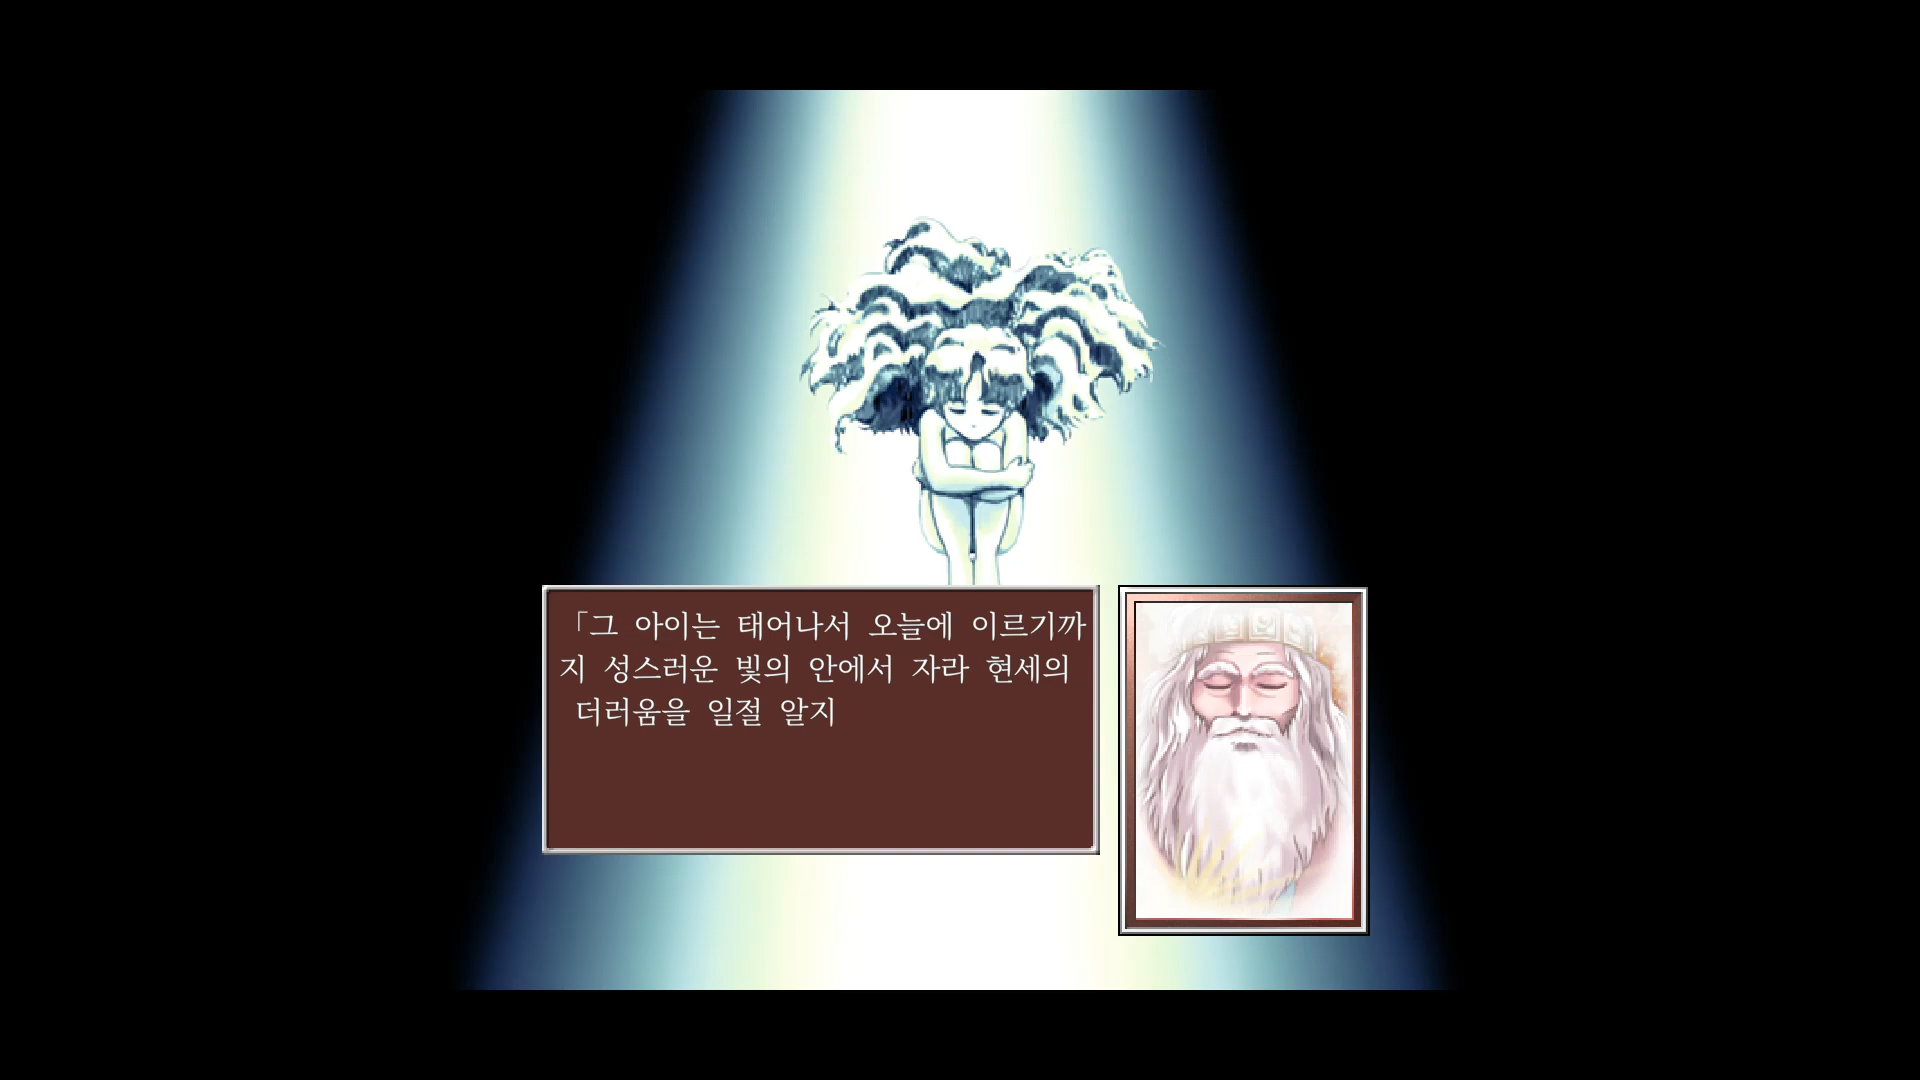 「그 아이는 태어나서 오늘에 이르기까
지 성스러운 빛의 안에서 자라 현세의
더러움을 일절 알지